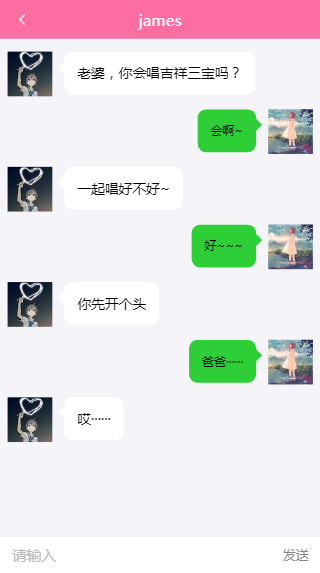 james
老婆，你会唱吉祥三宝吗？
会啊~
一起唱好不好~
好~~~
你先开个头
爸爸……
哎……
请输入
发送